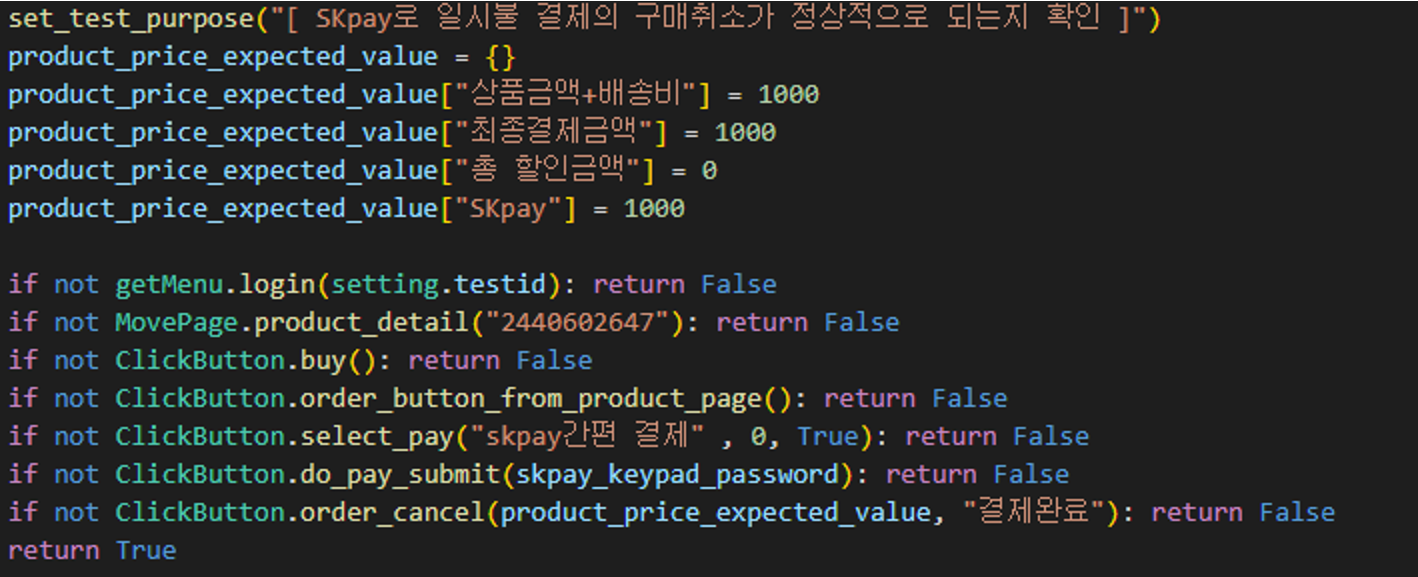 set_test_purpose("[ SKpay로 일시불 결제의 구매취소가 정상적으로 되는지 확인 ]")
product_price_expected_value = {}
product_price_expected_value["상품금액+배송비"] = 1000
product_price_expected_value["최종결제금액"] = 1000
product_price_expected_value["총 할인금액"] = 0
product_price_expected_value["SKpay"] = 1000
if not getMenu.login(setting.testid): return False
if not MovePage.product_detail("2440602647"): return False
if not ClickButton.buy(): return False
if not ClickButton.order_button_from_product_page(): return False
if not ClickButton.select_pay("skpay간편 결제" , 0, True): return False
if not ClickButton.do_pay_submit(skpay_keypad_password): return False
if not ClickButton.order_cancel(product_price_expected_value, "결제완료"): return False
return True